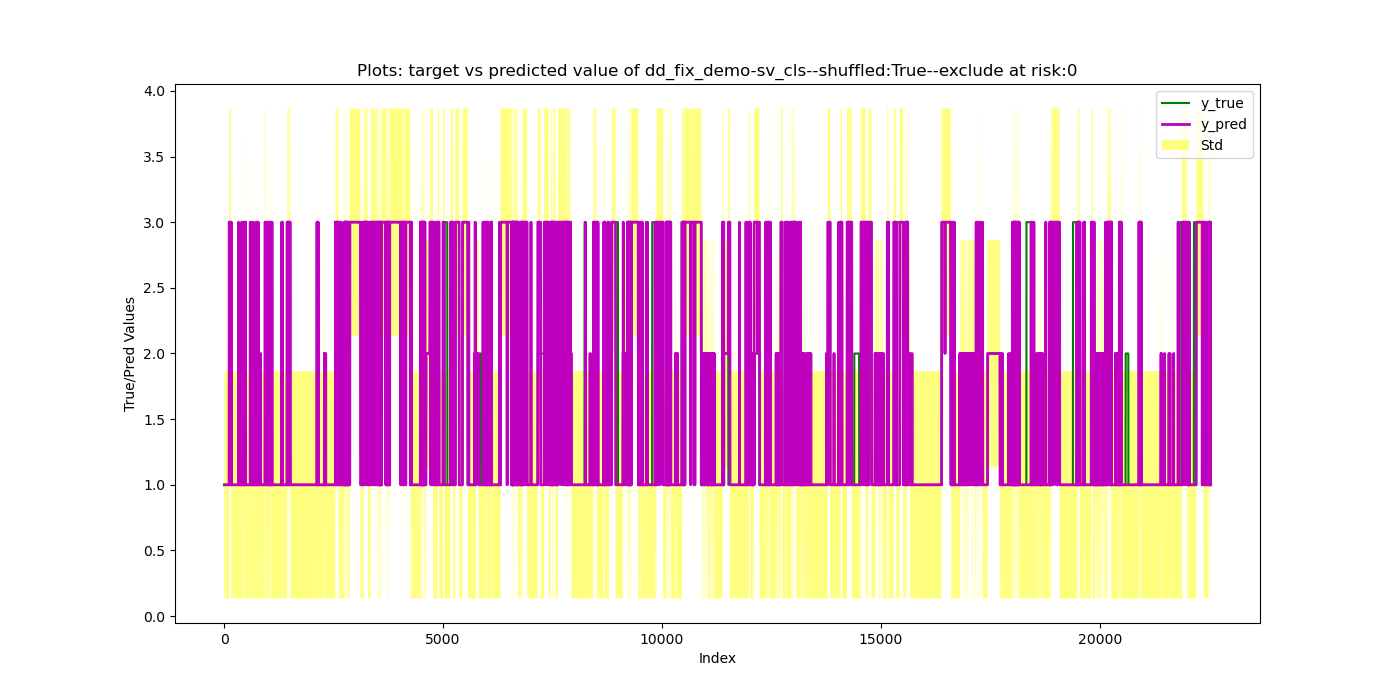 Plots: target vs predicted value of dd_fix_demo-sv_cls--shuffled:True--exclude at risk:0
y_true
y_pred
Std
True/Pred Values
4.0
3.5
3.0
2.5
2.0
1.5
1.0
0.5
0.0
0 5000 10000 15000 20000
Index